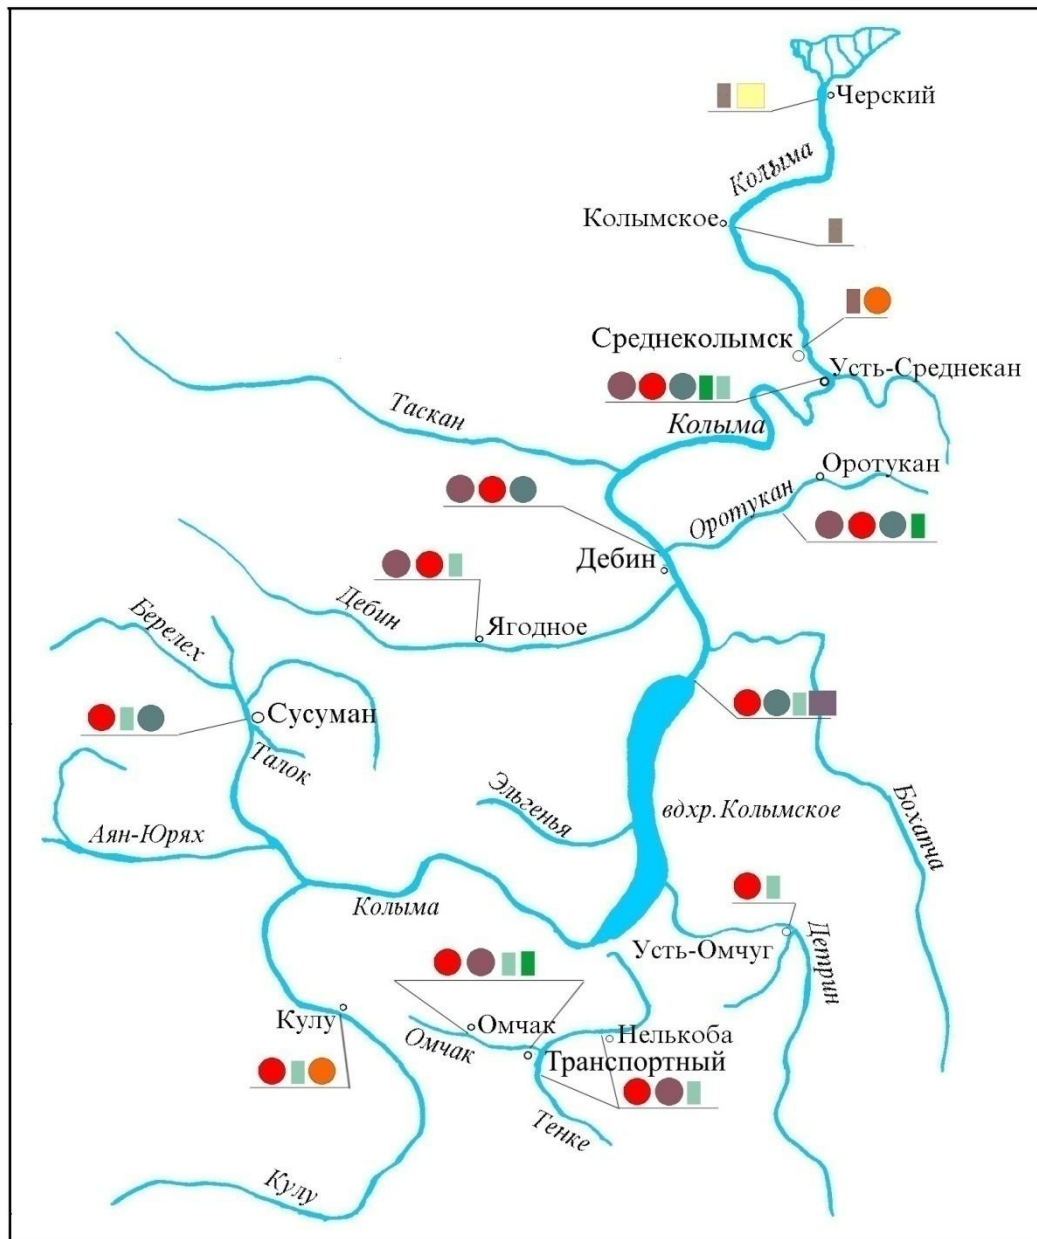 Черский
Колыма
Колымское
Среднеколымск
Усть-Среднекан
Таскан
Колыма
Оротукан
Оротукан
Дебин
Дебин
Ягодное
Берелех
Сусуман
Талок
Эльгенья
вдхр. Колымское
Бохапча
Аян-Юрях
Колыма
Усть-Омчуг
Детрин
Кулу
Омчак
Омчак
Нелькоба
Транспортный
Тенке
Кулу